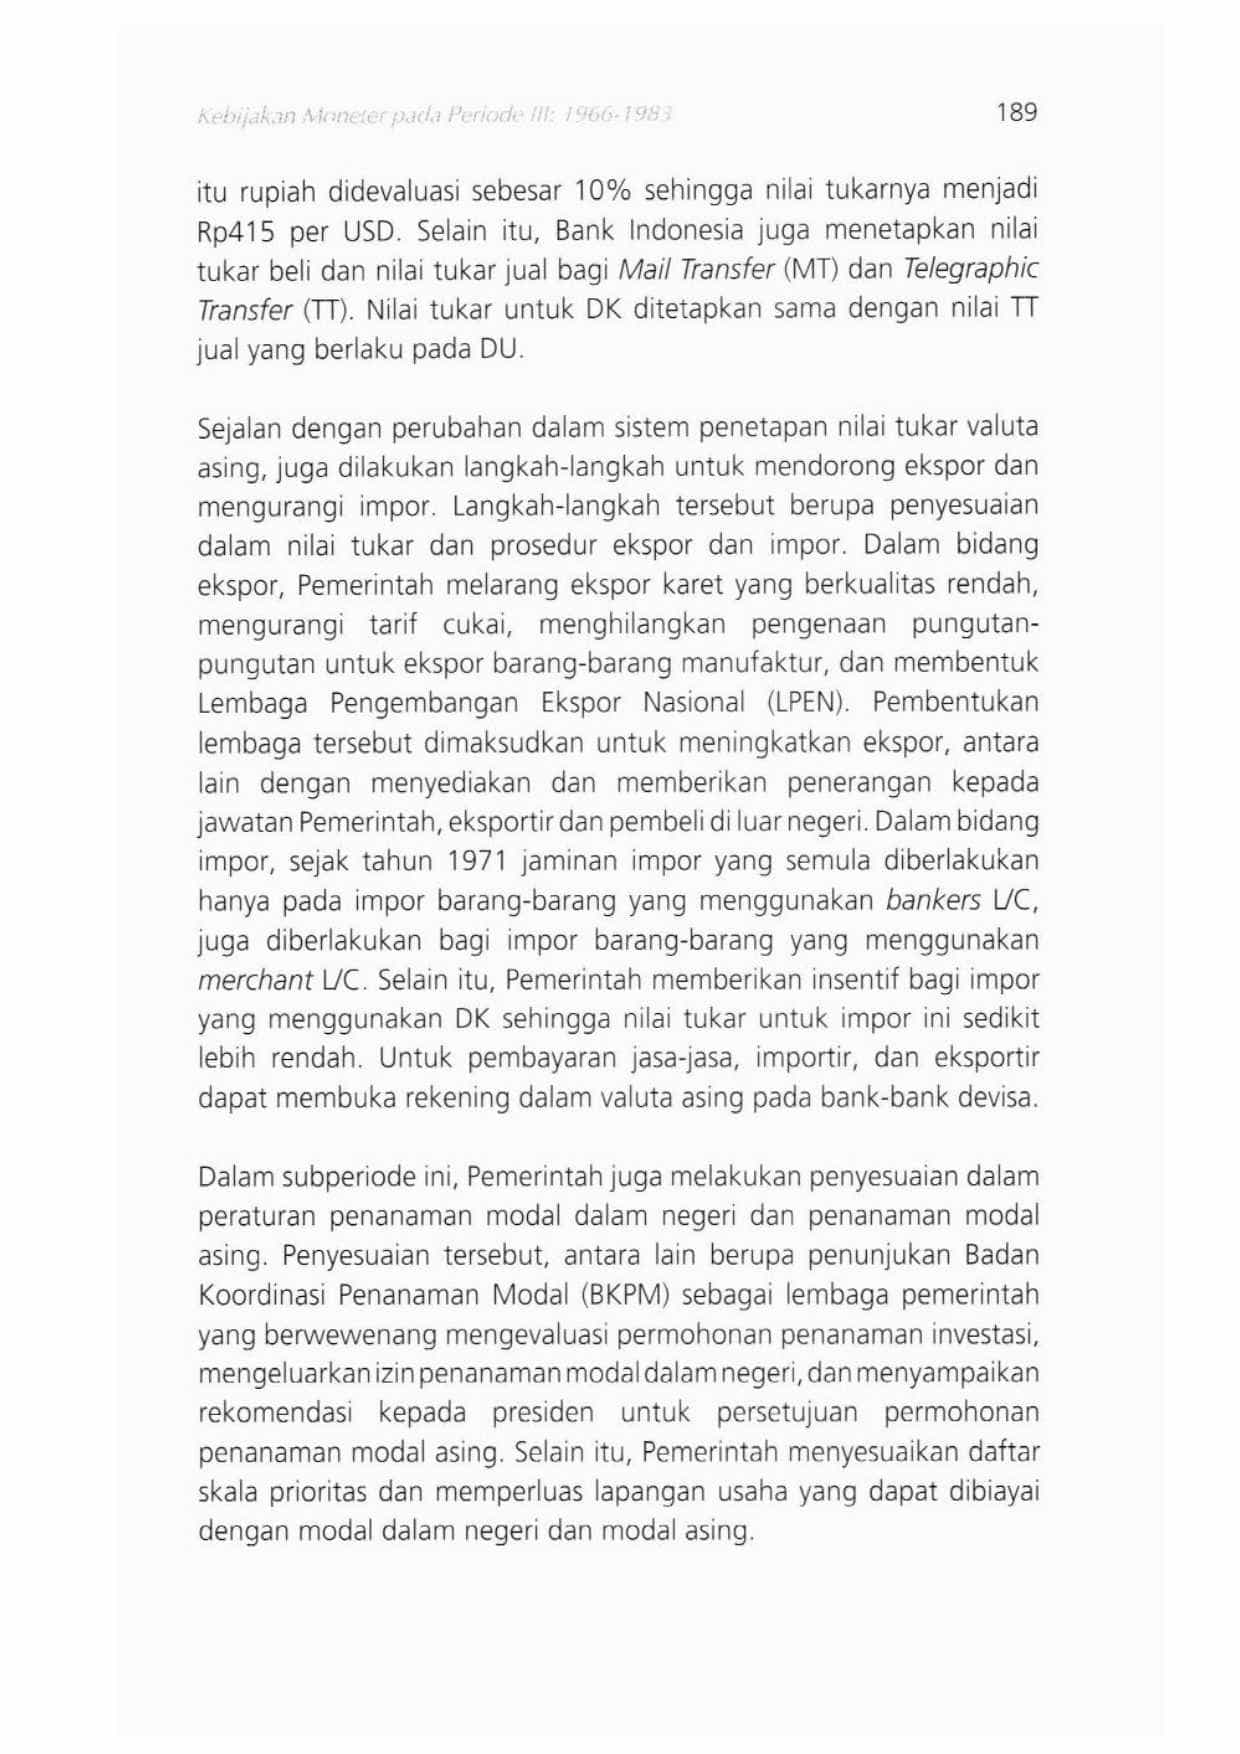 Kebijakan Moneter pada Periode III: 1966-1983
189
itu rupiah didevaluasi sebesar 10% sehingga nilai tukarnya menjadi
Rp415 per USD. Selain itu, Bank Indonesia juga menetapkan nilai
tukar beli dan nilai tukar jual bagi Mail Transfer (MT) dan Telegraphic
Transfer (TT). Nilai tukar untuk DK ditetapkan sama dengan nilai TT
jual yang berlaku pada DU.
Sejalan dengan perubahan dalam sistem penetapan nilai tukar valuta
asing, juga dilakukan langkah-langkah untuk mendorong ekspor dan
mengurangi impor. Langkah-langkah tersebut berupa penyesuaian
dalam nilai tukar dan prosedur ekspor dan impor. Dalam bidang
ekspor, Pemerintah melarang ekspor karet yang berkualitas rendah,
mengurangi tarif cukai, menghilangkan pengenaan pungutan-
pungutan untuk ekspor barang-barang manufaktur, dan membentuk
Lembaga Pengembangan Ekspor Nasional (LPEN). Pembentukan
lembaga tersebut dimaksudkan untuk meningkatkan ekspor, antara
lain dengan menyediakan dan memberikan penerangan kepada
jawatan Pemerintah, eksportir dan pembeli di luar negeri. Dalam bidang
impor, sejak tahun 1971 jaminan impor yang semula diberlakukan
hanya pada impor barang-barang yang menggunakan bankers L/C,
juga diberlakukan bagi impor barang-barang yang menggunakan
merchant L/C. Selain itu, Pemerintah memberikan insentif bagi impor
yang menggunakan DK sehingga nilai tukar untuk impor ini sedikit
lebih rendah. Untuk pembayaran jasa-jasa, importir, dan eksportir
dapat membuka rekening dalam valuta asing pada bank-bank devisa.
Dalam subperiode ini, Pemerintah juga melakukan penyesuaian dalam
peraturan penanaman modal dalam negeri dan penanaman modal
asing. Penyesuaian tersebut, antara lain berupa penunjukan Badan
Koordinasi Penanaman Modal (BKPM) sebagai lembaga pemerintah
yang berwewenang mengevaluasi permohonan penanaman investasi,
mengeluarkan izin penanaman modal dalam negeri, dan menyampaikan
rekomendasi kepada presiden untuk persetujuan permohonan
penanaman modal asing. Selain itu, Pemerintah menyesuaikan daftar
skala prioritas dan memperluas lapangan usaha yang dapat dibiayai
dengan modal dalam negeri dan modal asing.